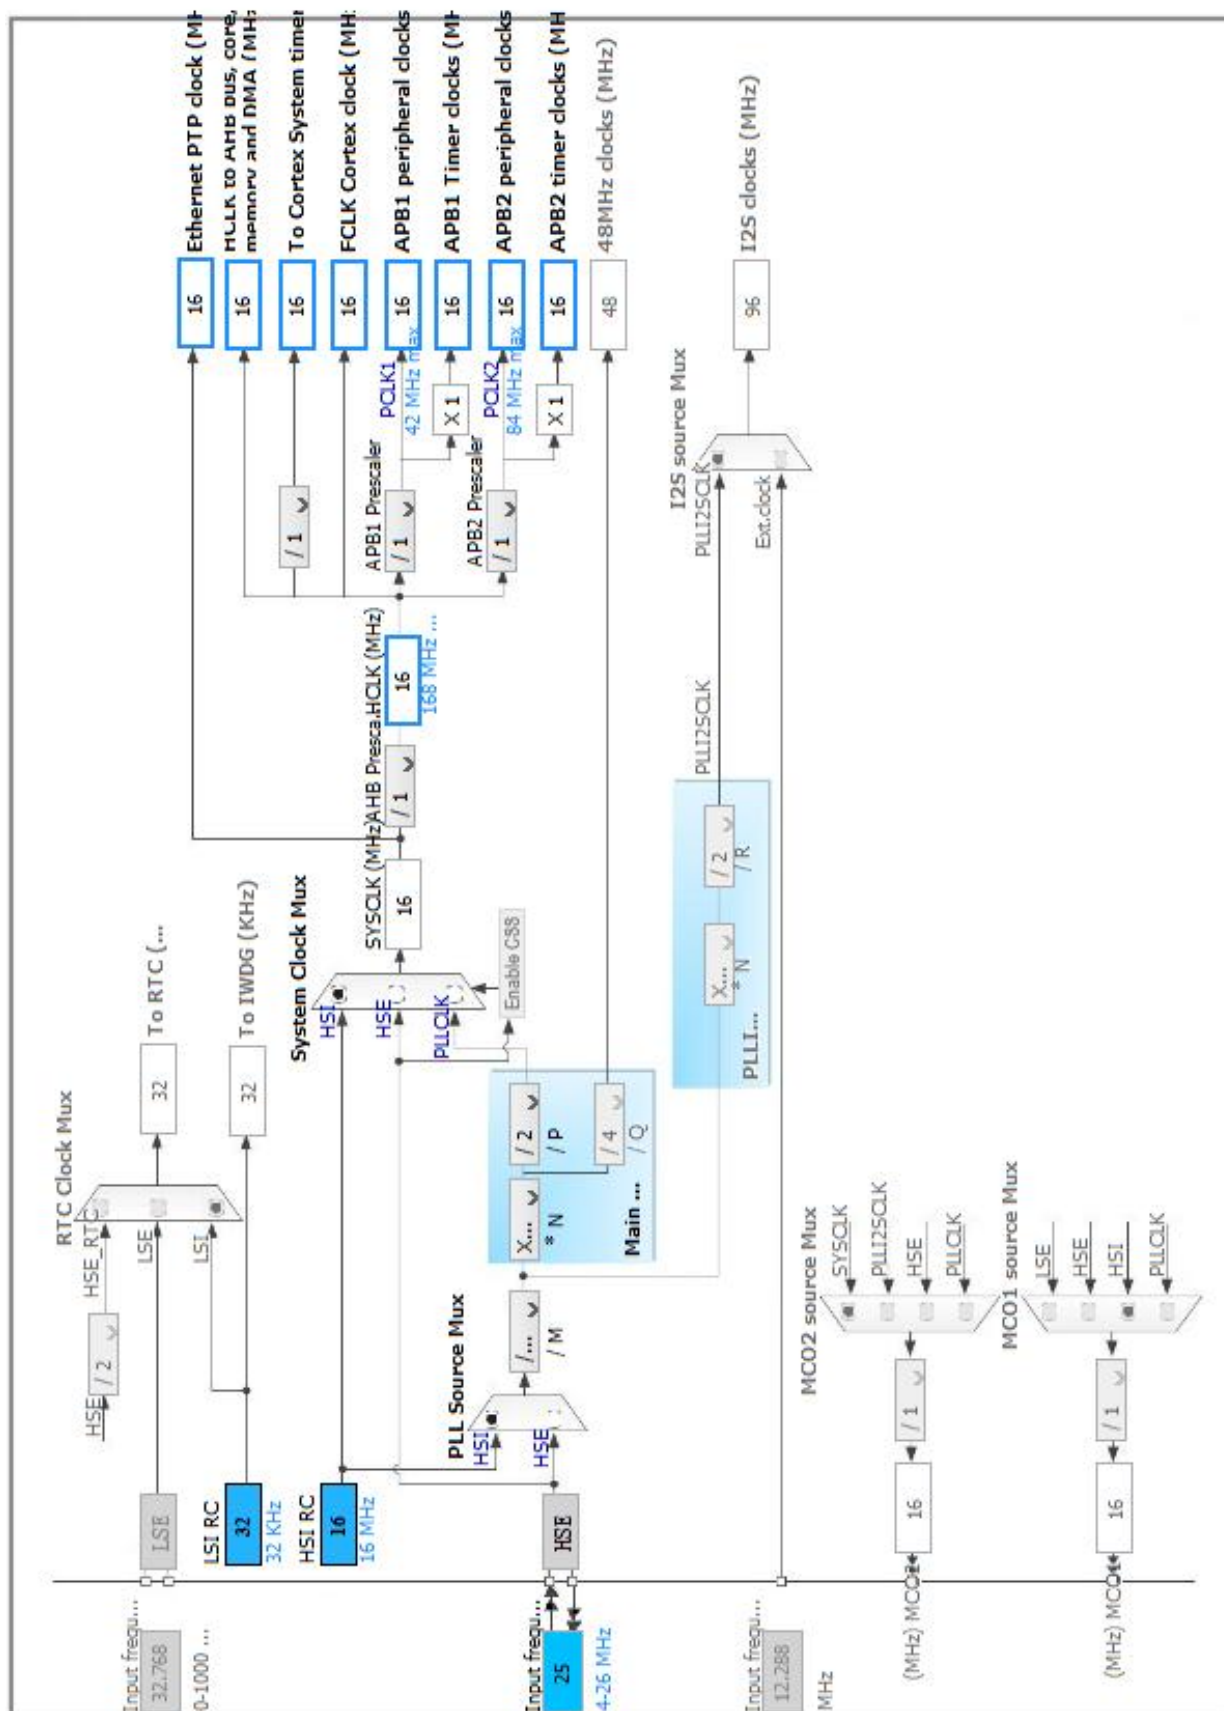 RTC Clock Mux
HSE
/ 2
HSE_RTC
Input frequ...
32.768
0-1000 ...
LSE
LSE
32
To RTC (...
LSI RC
32
32 KHz
LSI
32
To IWDG (KHz)
HSI RC
16
16 MHz
System Clock Mux
HSI
HSE
PLLCLK
Enable CSS
SYSCLK (MHz)
16
AHB Presca.
/ 1
HCLK (MHz)
16
168 MHz ...
16
Ethernet PTP clock (MH
16
HCLK to AHB bus, core,
memory and DMA (MHz
/ 1
16
To Cortex System timer
16
FCLK Cortex clock (MH:
APB1 Prescaler
/ 1
PCLK1
16
42 MHz max
APB1 peripheral clocks
X 1
16
APB1 Timer clocks (MH
APB2 Prescaler
/ 1
PCLK2
16
84 MHz max
APB2 peripheral clocks
X 1
16
APB2 timer clocks (MH
48
48MHz clocks (MHz)
PLL Source Mux
HSI
HSE
Input frequ...
25
4-26 MHz
HSE
/...
/ M
X...
* N
/ 2
/ P
/ 4
/ Q
Main ...
X...
* N
/ 2
/ R
PLLI...
PLLI2SCLK
PLLI2SCLK
I2S source Mux
Ext.clock
96
I2S clocks (MHz)
Input frequ...
12.288
MHz
MCO2 source Mux
SYSCLK
PLLI2SCLK
HSE
PLLCLK
/ 1
16
(MHz) MCO2
MCO1 source Mux
LSE
HSE
HSI
PLLCLK
/ 1
16
(MHz) MCO1